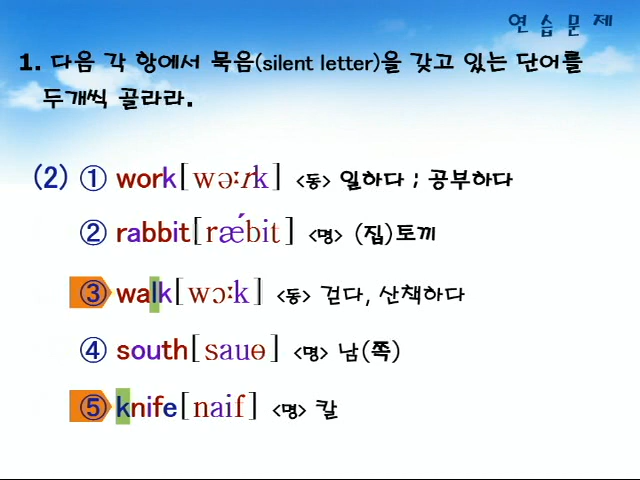 연습문제
1. 다음 각 항에서 묵음(silent letter)을 갖고 있는 단어를
두개씩 골라라.
(2) ① work[wəːrk] <동> 일하다 ; 공부하다
② rabbit[rǽbit] <명> (집)토끼
③ walk[wɔːk] <동> 걷다, 산책하다
④ south[sauɵ] <명> 남(쪽)
⑤ knife[naif] <명> 칼